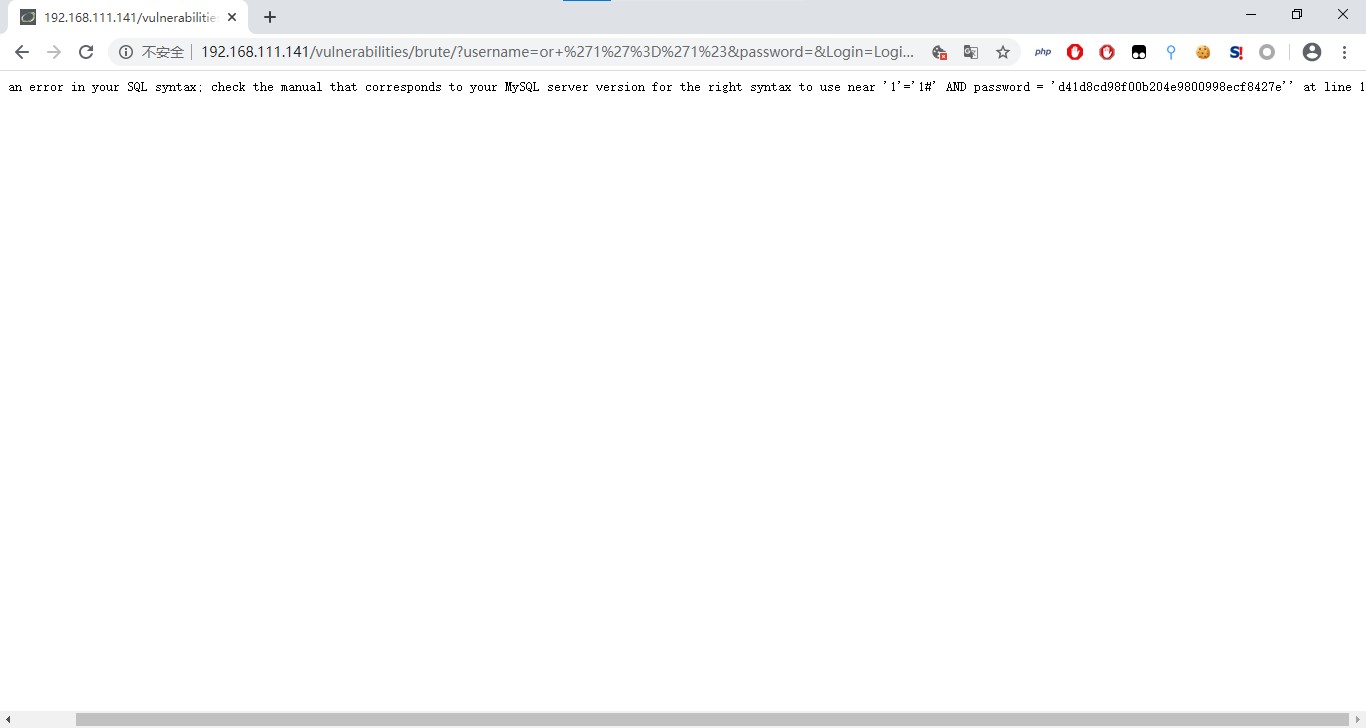 192.168.111.141/vulnerabilitie
不安全
192.168.111.141/vulnerabilities/brute/?username=or+%271%27%3D%271%23&password=&Login=Logi...
php
S!
an error in your SQL syntax; check the manual that corresponds to your MySQL server version for the right syntax to use near '1'='1#' AND password = 'd41d8cd98f00b204e9800998ecf8427e'' at line 1